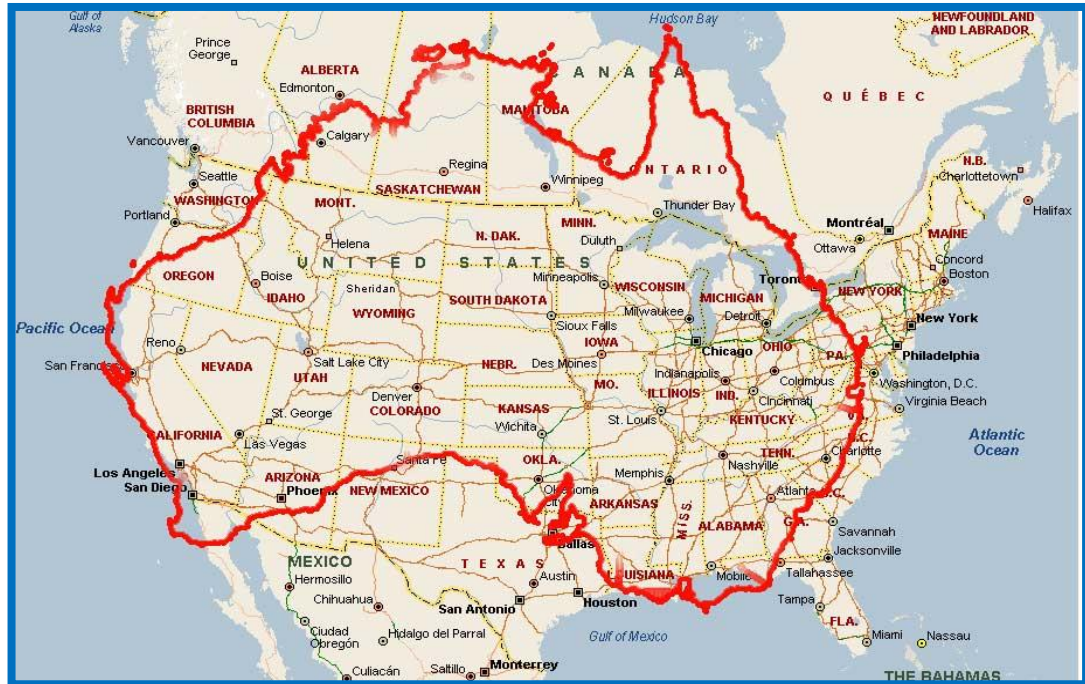 Gulf of
Alaska
Hudson Bay
NEWFOUNDLAND
AND LABRADOR
Prince
George
ALBERTA
CANADA
Edmonton
MANITOBA
QUÉBEC
BRITISH
COLUMBIA
Calgary
Vancouver
Regina
ONTARIO
N.B.
Charlottetown
Seattle
Winnipeg
SASKATCHEWAN
WASHINGTON
MONT.
Thunder Bay
Halifax
Portland
MINN.
Montréal
Helena
N. DAK.
Duluth
Ottawa
MAINE
UNITED STATES
Concord
OREGON
Boise
Minneapolis
Boston
Toront
IDAHO
Sheridan
SOUTH DAKOTA
WISCONSIN
MICHIGAN
NEW YORK
WYOMING
Milwaukee
Detroit
New York
Pacific Ocea
Sioux Falls
Reno
IOWA
Chicago
OHIO
PA.
Philadelphia
San Francis
Salt Lake City
NEBR.
Des Moines
NEVADA
Indianapolis
Columbus
Washington, D.C.
UTAH
MO.
ILLINOIS
IND.
Cincinnati
Denver
COLORADO
KANSAS
St. Louis
KENTUCKY
Virginia Beach
St. George
Wichita
CALIFORNIA
Las Vegas
TENN.
Charlotte
Atlantic
Ocean
Los Angeles
Santa Fe
OKLA.
Memphis
Nashville
San Diego
ARIZONA
Phoenix
NEW MEXICO
Oklahoma
City
ARKANSAS
Atlanta
S.C.
MISS.
ALABAMA
GA.
Savannah
Dallas
MEXICO
TEXAS
LOUISIANA
Mobile
Jacksonville
Tallahassee
Hermosillo
Austin
Chihuahua
San Antonio
Houston
Tampa
FLA.
Ciudad
Obregón
Hidalgo del Parral
Gulf of Mexico
Miami
Nassau
Culiacán
Saltillo
Monterrey
THE BAHAMAS